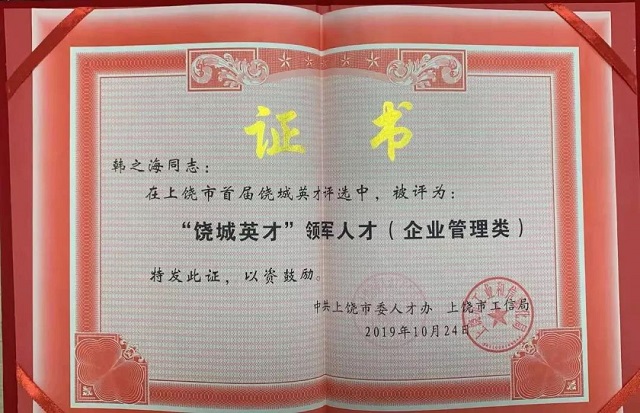 证 书
韩之海同志：
在上饶市首届饶城英才评选中，被评为：
“饶城英才”领军人才（企业管理类）
特发此证，以资鼓励。
中共上饶市委人才办 上饶市工信局
2019年10月24日